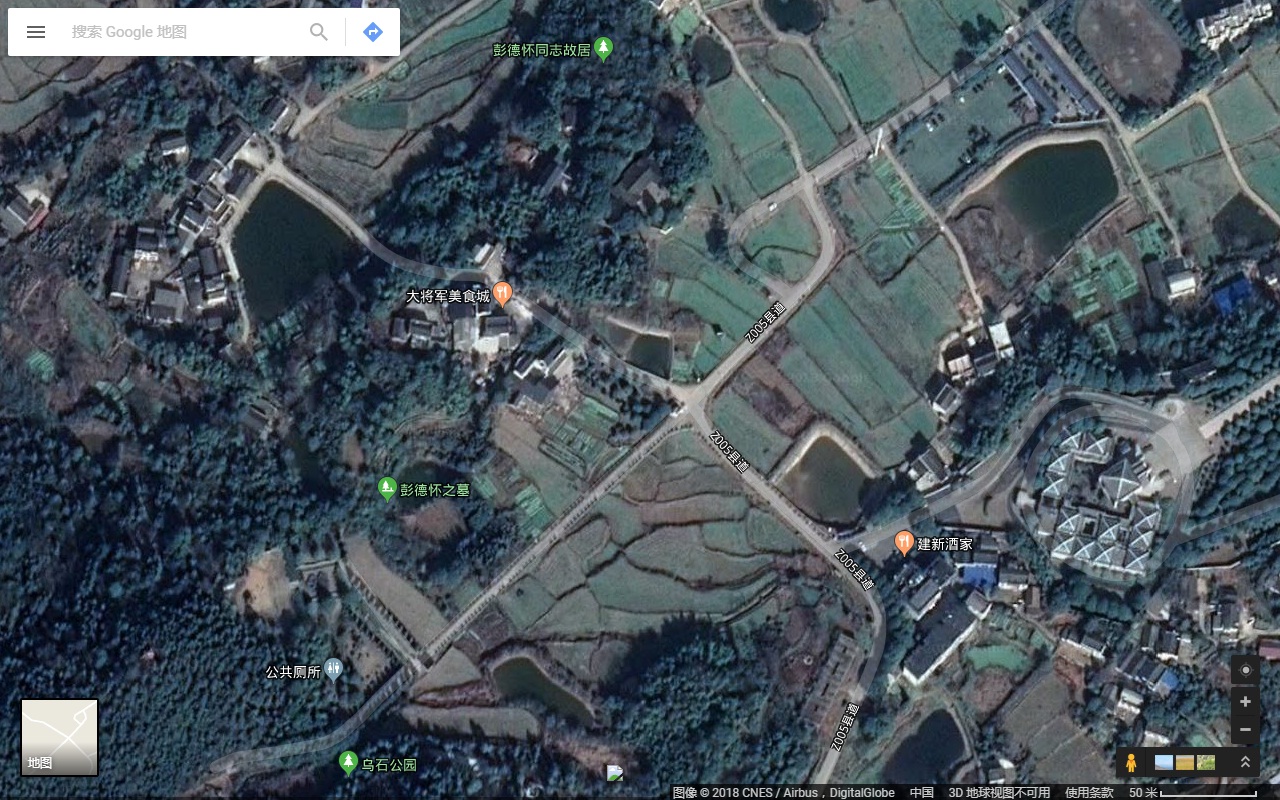 搜索 Google 地图
彭德怀同志故居
大将军美食城
Z005县道
Z005县道
彭德怀之墓
建新酒家
Z005县道
公共厕所
Z005县道
地图
乌石公园
图像 © 2018 CNES / Airbus，DigitalGlobe 中国 3D 地球视图不可用 使用条款 50 米